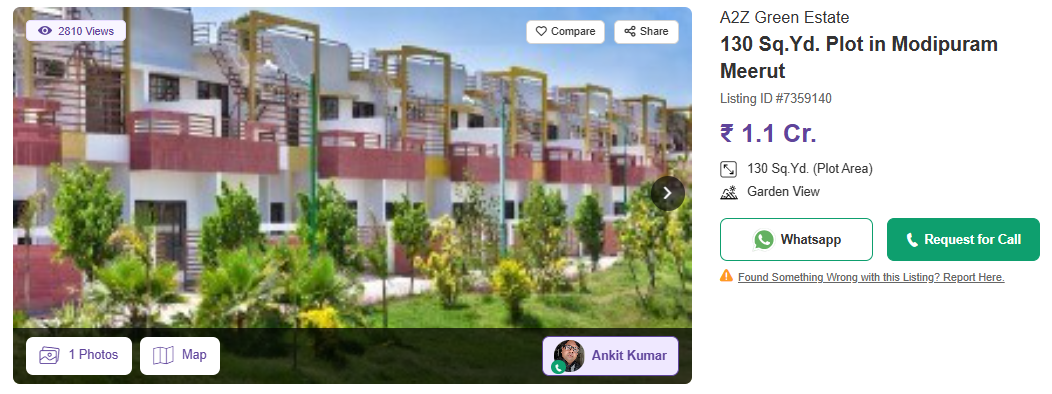 2810 Views
Compare
Share
1 Photos
Map
Ankit Kumar
A2Z Green Estate
130 Sq.Yd. Plot in Modipuram
Meerut
Listing ID #7359140
₹ 1.1 Cr.
130 Sq.Yd. (Plot Area)
Garden View
Whatsapp
Request for Call
Found Something Wrong with this Listing? Report Here.